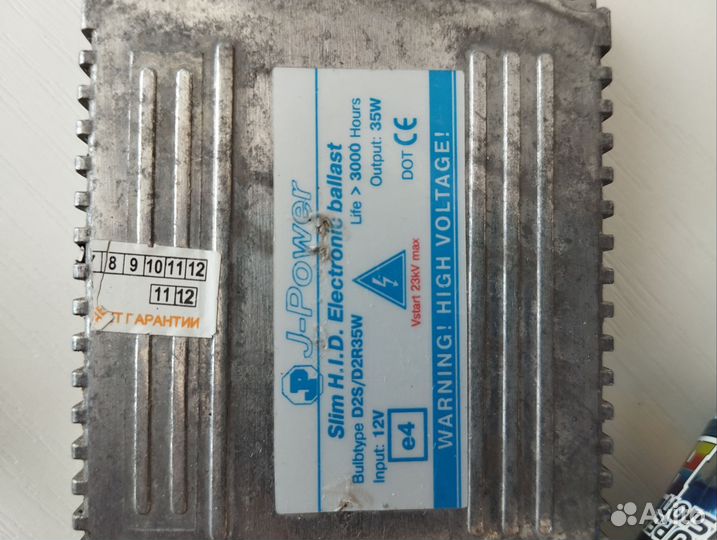 J-Power
Slim H.I.D. Electronic ballast
Bulbtype D2S/D2R35W Life > 3000 Hours
Input: 12V Output: 35W
e4 Vstart 23kV max DOT CE
WARNING! HIGH VOLTAGE!
8 9 10 11 12
11 12
ГАРАНТИИ
Avito